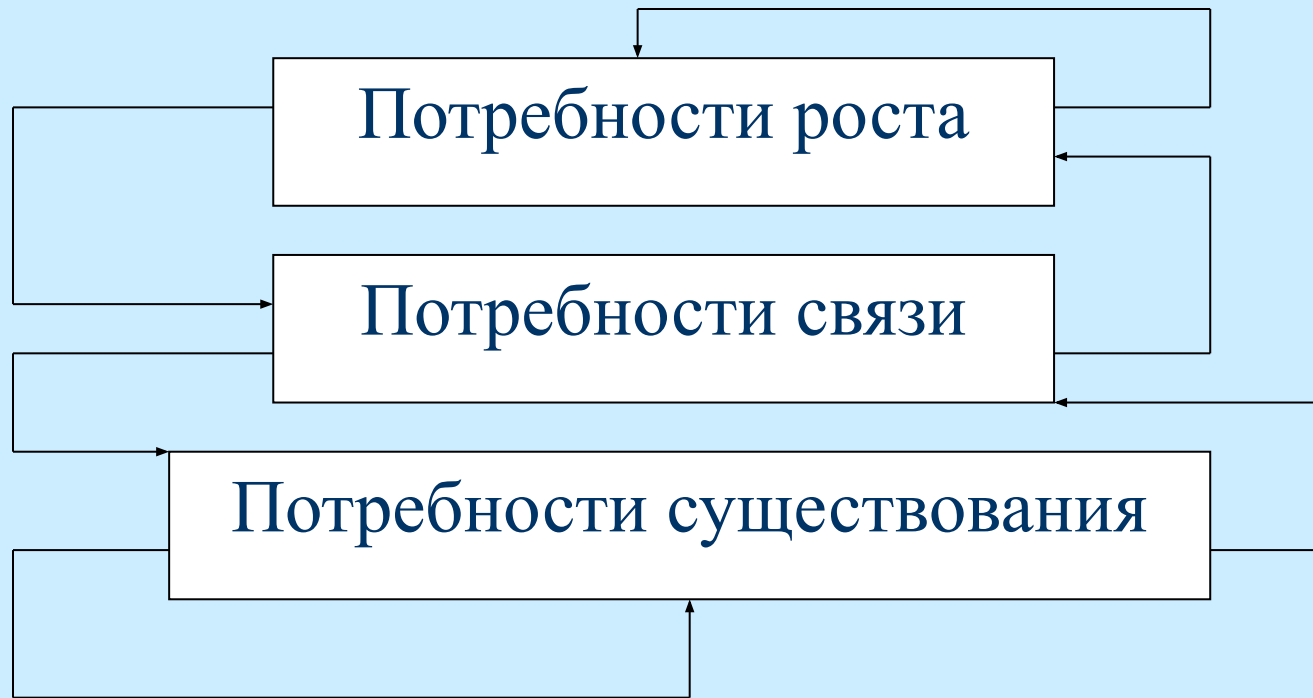 Потребности роста
Потребности связи
Потребности существования